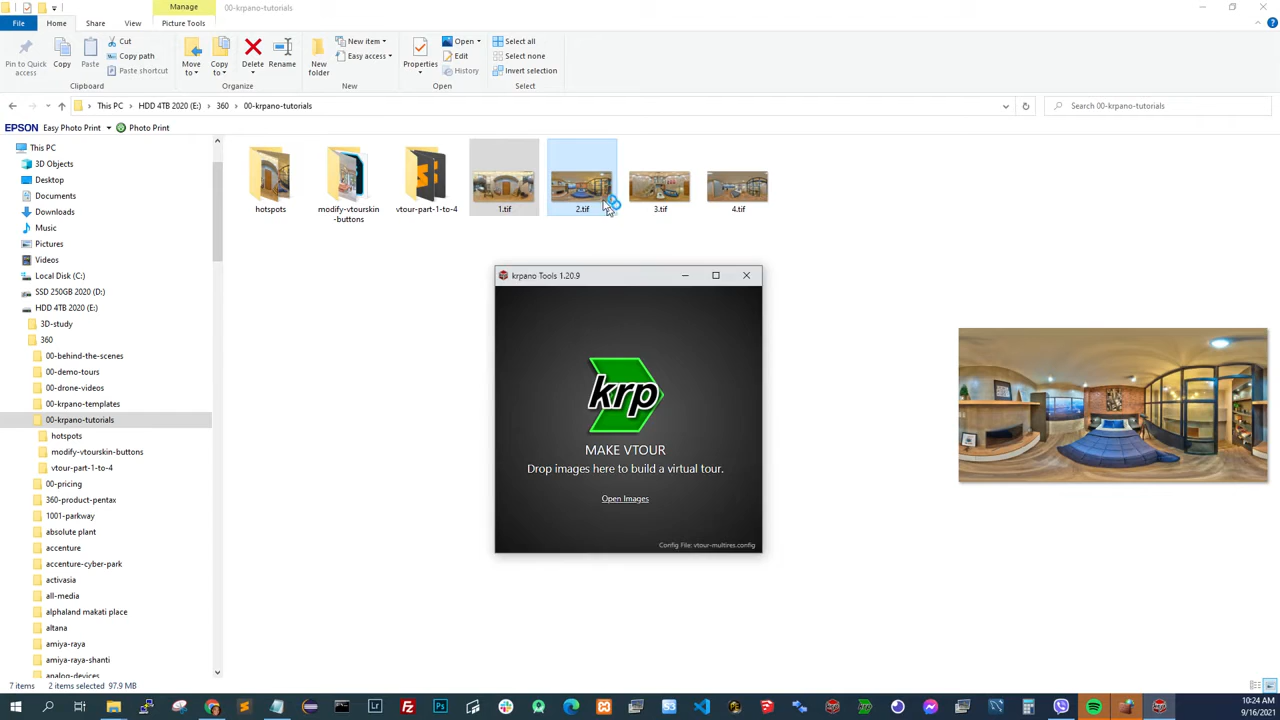 Manage
00-krpano-tutorials
File
Home
Share
View
Picture Tools
Pin to Quick access
Copy
Paste
Cut
Copy path
Paste shortcut
Clipboard
Move to
Copy to
Delete
Rename
Organize
New folder
New item
Easy access
New
Properties
Open
Edit
History
Open
Select all
Select none
Invert selection
Select
This PC
HDD 4TB 2020 (E:)
360
00-krpano-tutorials
Search 00-krpano-tutorials
EPSON
Easy Photo Print
Photo Print
This PC
3D Objects
Desktop
Documents
Downloads
Music
Pictures
Videos
Local Disk (C:)
SSD 250GB 2020 (D:)
HDD 4TB 2020 (E:)
3D-study
360
00-behind-the-scenes
00-demo-tours
00-drone-videos
00-krpano-templates
00-krpano-tutorials
hotspots
modify-vtourskin-buttons
vtour-part-1-to-4
00-pricing
360-product-pentax
1001-parkway
absolute plant
accenture
accenture-cyber-park
activasia
all-media
alphaland makati place
altana
amiya-raya
amiya-raya-shanti
analog-devices
hotspots
modify-vtourskin
-buttons
vtour-part-1-to-4
1.tif
2.tif
3.tif
4.tif
krpano Tools 1.20.9
krp
MAKE VTOUR
Drop images here to build a virtual tour.
Open Images
Config File: vtour-multires.config
7 items
2 items selected
97.9 MB
10:24 AM
9/16/2021